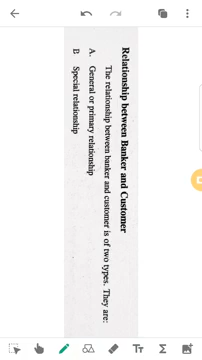 Relationship between Banker and Customer
The relationship between banker and customer is of two types. They are:
A. General or primary relationship
B Special relationship